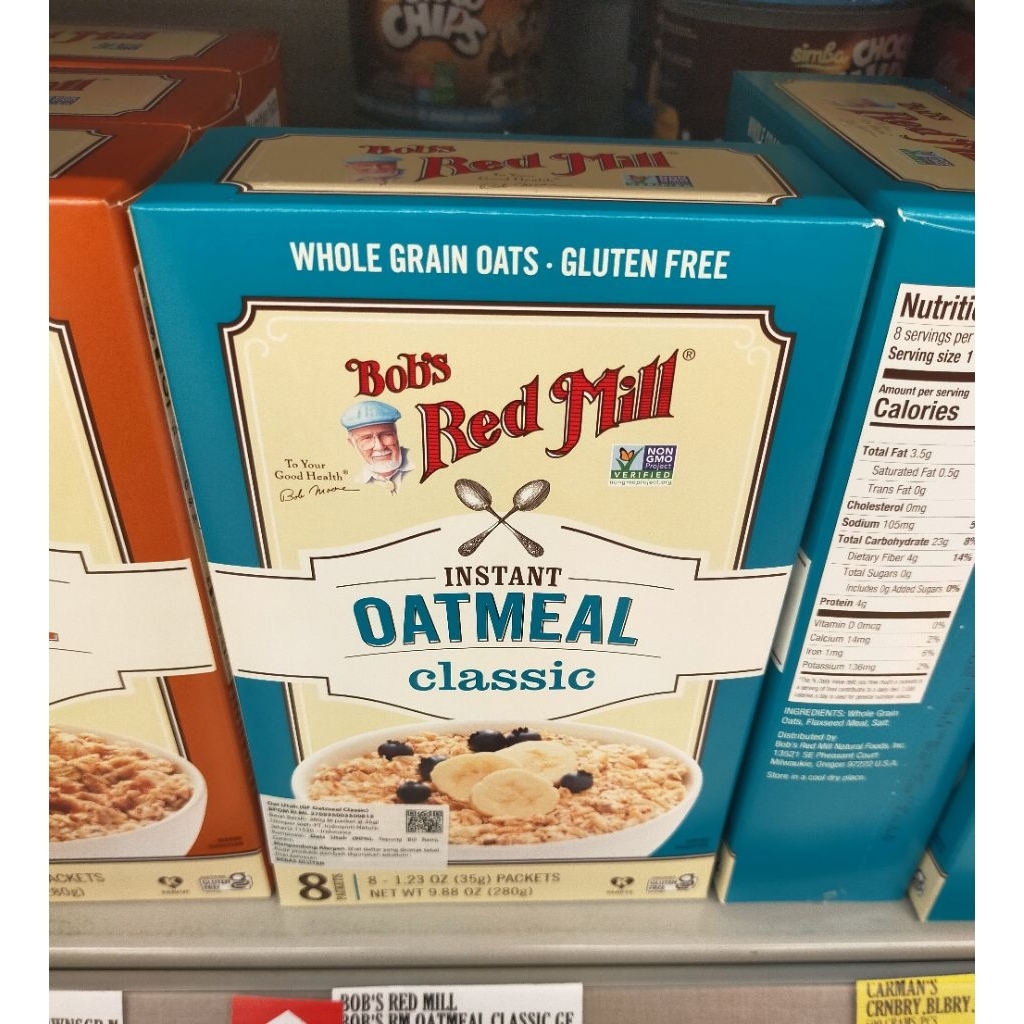 CHIPS
simba CHOC
Bob's Red Mill
WHOLE GRAIN OATS · GLUTEN FREE
Bob's
Red Mill®
To Your
Good Health®
Bob Moore
NON
GMO
Project
VERIFIED
nongmoproject.org
INSTANT
OATMEAL
classic
8 PACKETS
8 - 1.23 OZ (35g) PACKETS
NET WT 9.88 OZ (280g)
ACKETS
80g)
Nutriti
8 servings per
Serving size 1
Amount per serving
Calories
Total Fat 3.5g
Saturated Fat 0.5g
Trans Fat 0g
Cholesterol 0mg
Sodium 105mg 5
Total Carbohydrate 23g 8%
Dietary Fiber 4g 14%
Total Sugars 0g
Includes 0g Added Sugars 0%
Protein 4g
Vitamin D 0mcg 0%
Calcium 14mg 2%
Iron 1mg 6%
Potassium 136mg 2%
INGREDIENTS: Whole Grain
Oats, Flaxseed Meal, Salt.
Distributed by
Bob's Red Mill Natural Foods, Inc.
13521 SE Pheasant Court
Milwaukie, Oregon 97222 U.S.A.
Store in a cool dry place.
BOB'S RED MILL
BOB'S RM OATMEAL CLASSIC GF
CARMAN'S
CRNBRY,BLBRY,